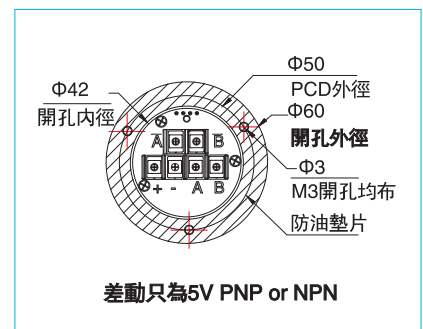 Φ50
PCD外徑
Φ42
Φ60
開孔內徑
開孔外徑
A B
Φ3
M3開孔均布
+ - A B
防油墊片
差動只為5V PNP or NPN